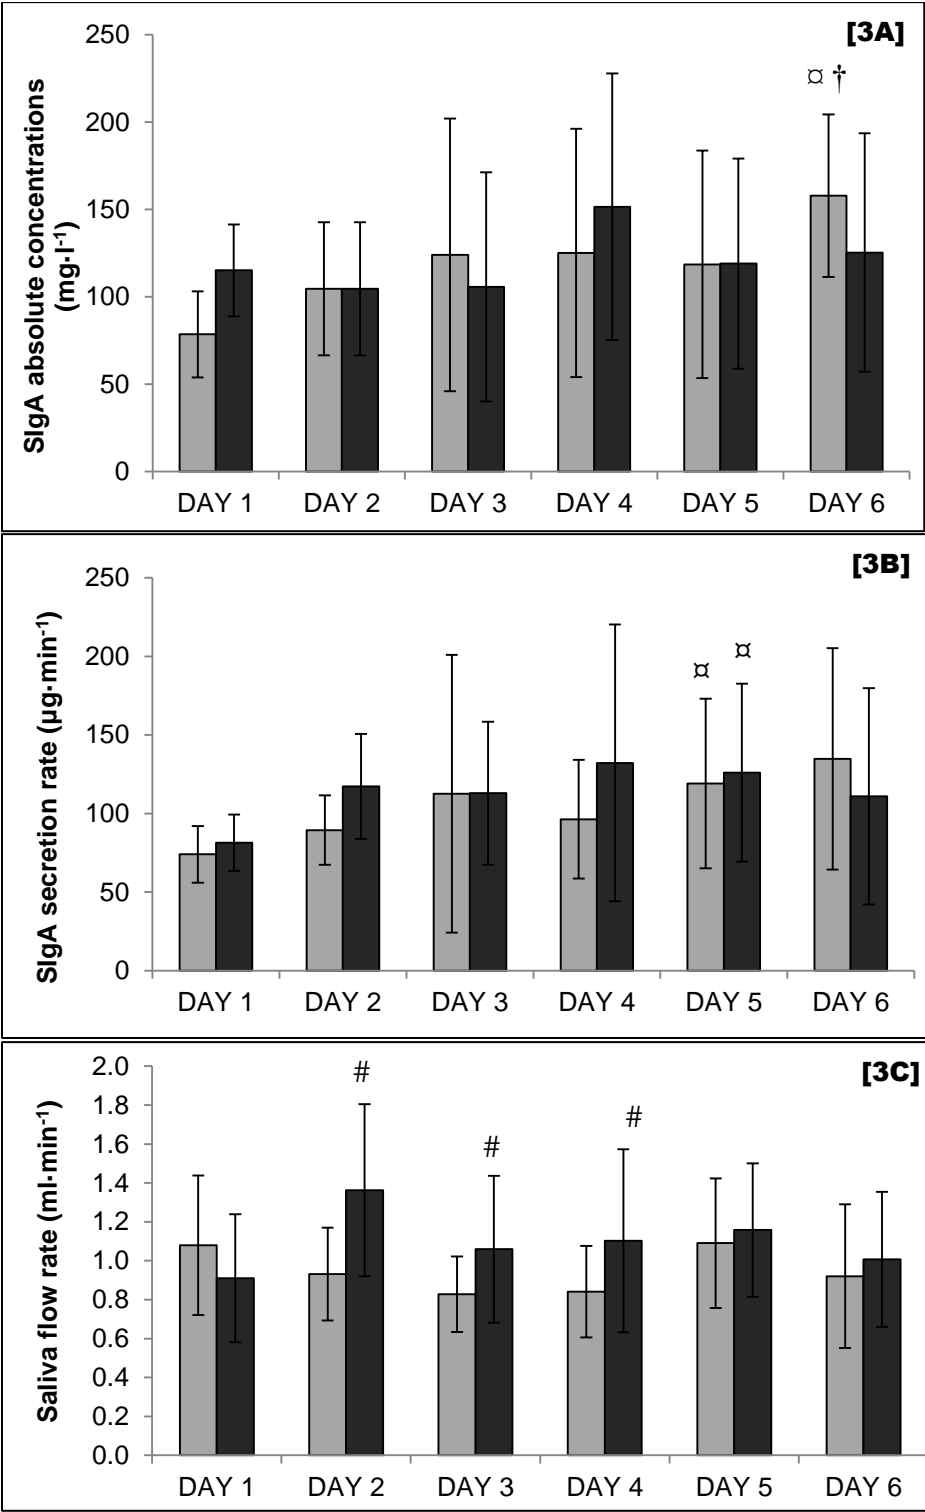 [3A]
¤ †
SIgA absolute concentrations
(mg·l-1)
250
200
150
100
50
0
DAY 1 DAY 2 DAY 3 DAY 4 DAY 5 DAY 6
[3B]
¤ ¤
SIgA secretion rate (µg·min-1)
250
200
150
100
50
0
DAY 1 DAY 2 DAY 3 DAY 4 DAY 5 DAY 6
[3C]
# # #
Saliva flow rate (ml·min-1)
2.0
1.8
1.6
1.4
1.2
1.0
0.8
0.6
0.4
0.2
0.0
DAY 1 DAY 2 DAY 3 DAY 4 DAY 5 DAY 6